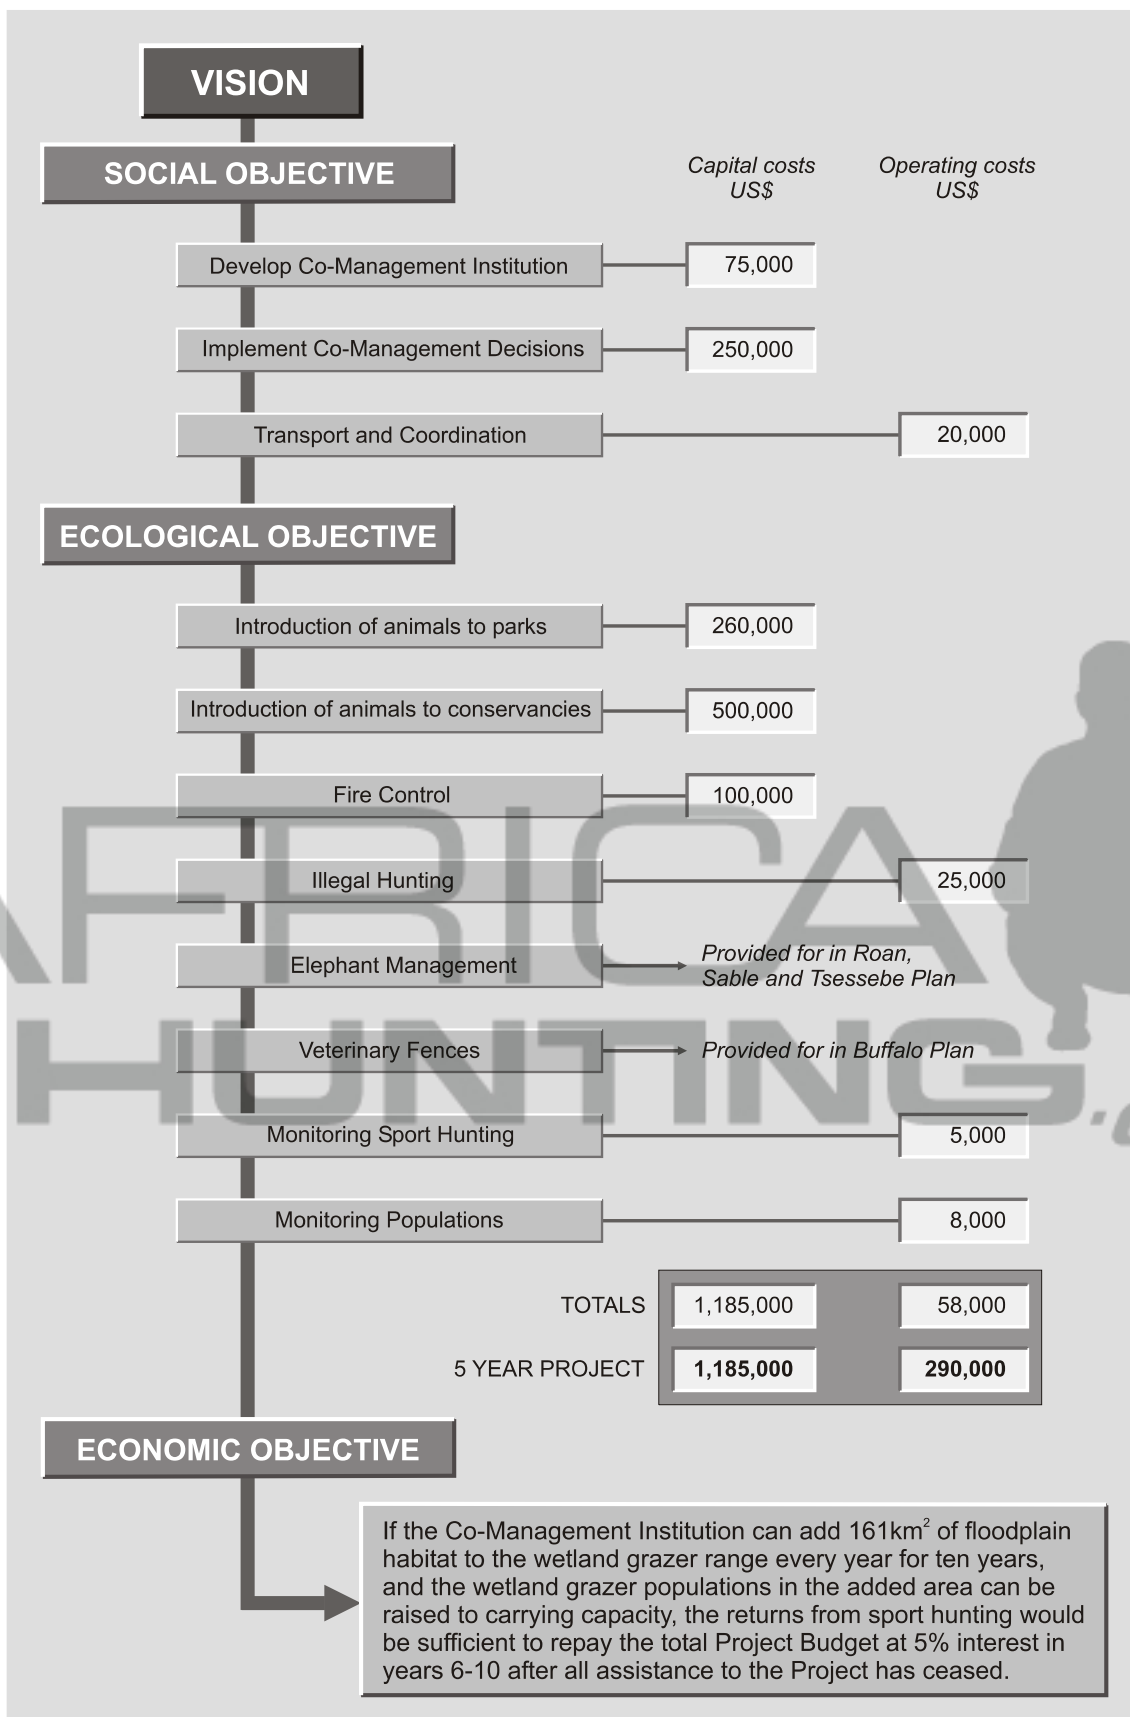 VISION
SOCIAL OBJECTIVE
Capital costs
US$
Operating costs
US$
Develop Co-Management Institution 75,000
Implement Co-Management Decisions 250,000
Transport and Coordination 20,000
ECOLOGICAL OBJECTIVE
Introduction of animals to parks 260,000
Introduction of animals to conservancies 500,000
Fire Control 100,000
Illegal Hunting 25,000
Elephant Management
Provided for in Roan,
Sable and Tsessebe Plan
Veterinary Fences Provided for in Buffalo Plan
Monitoring Sport Hunting 5,000
Monitoring Populations 8,000
TOTALS 1,185,000 58,000
5 YEAR PROJECT 1,185,000 290,000
ECONOMIC OBJECTIVE
If the Co-Management Institution can add 161km² of floodplain
habitat to the wetland grazer range every year for ten years,
and the wetland grazer populations in the added area can be
raised to carrying capacity, the returns from sport hunting would
be sufficient to repay the total Project Budget at 5% interest in
years 6-10 after all assistance to the Project has ceased.
AFRICA
HUNTING